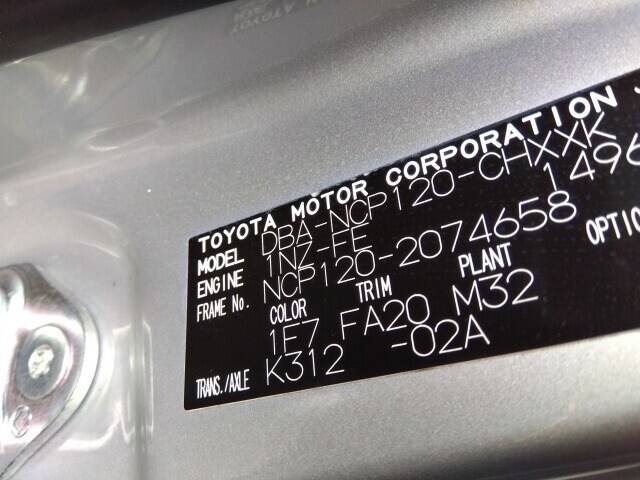 TOYOTA MOTOR CORPORATION J
MODEL DBA-NCP120-CHXXK
ENGINE 1NZ-FE 1496
FRAME No. NCP120-2074658
COLOR TRIM PLANT OPTIO
1F7 FA20 M32
TRANS./AXLE K312 -02A